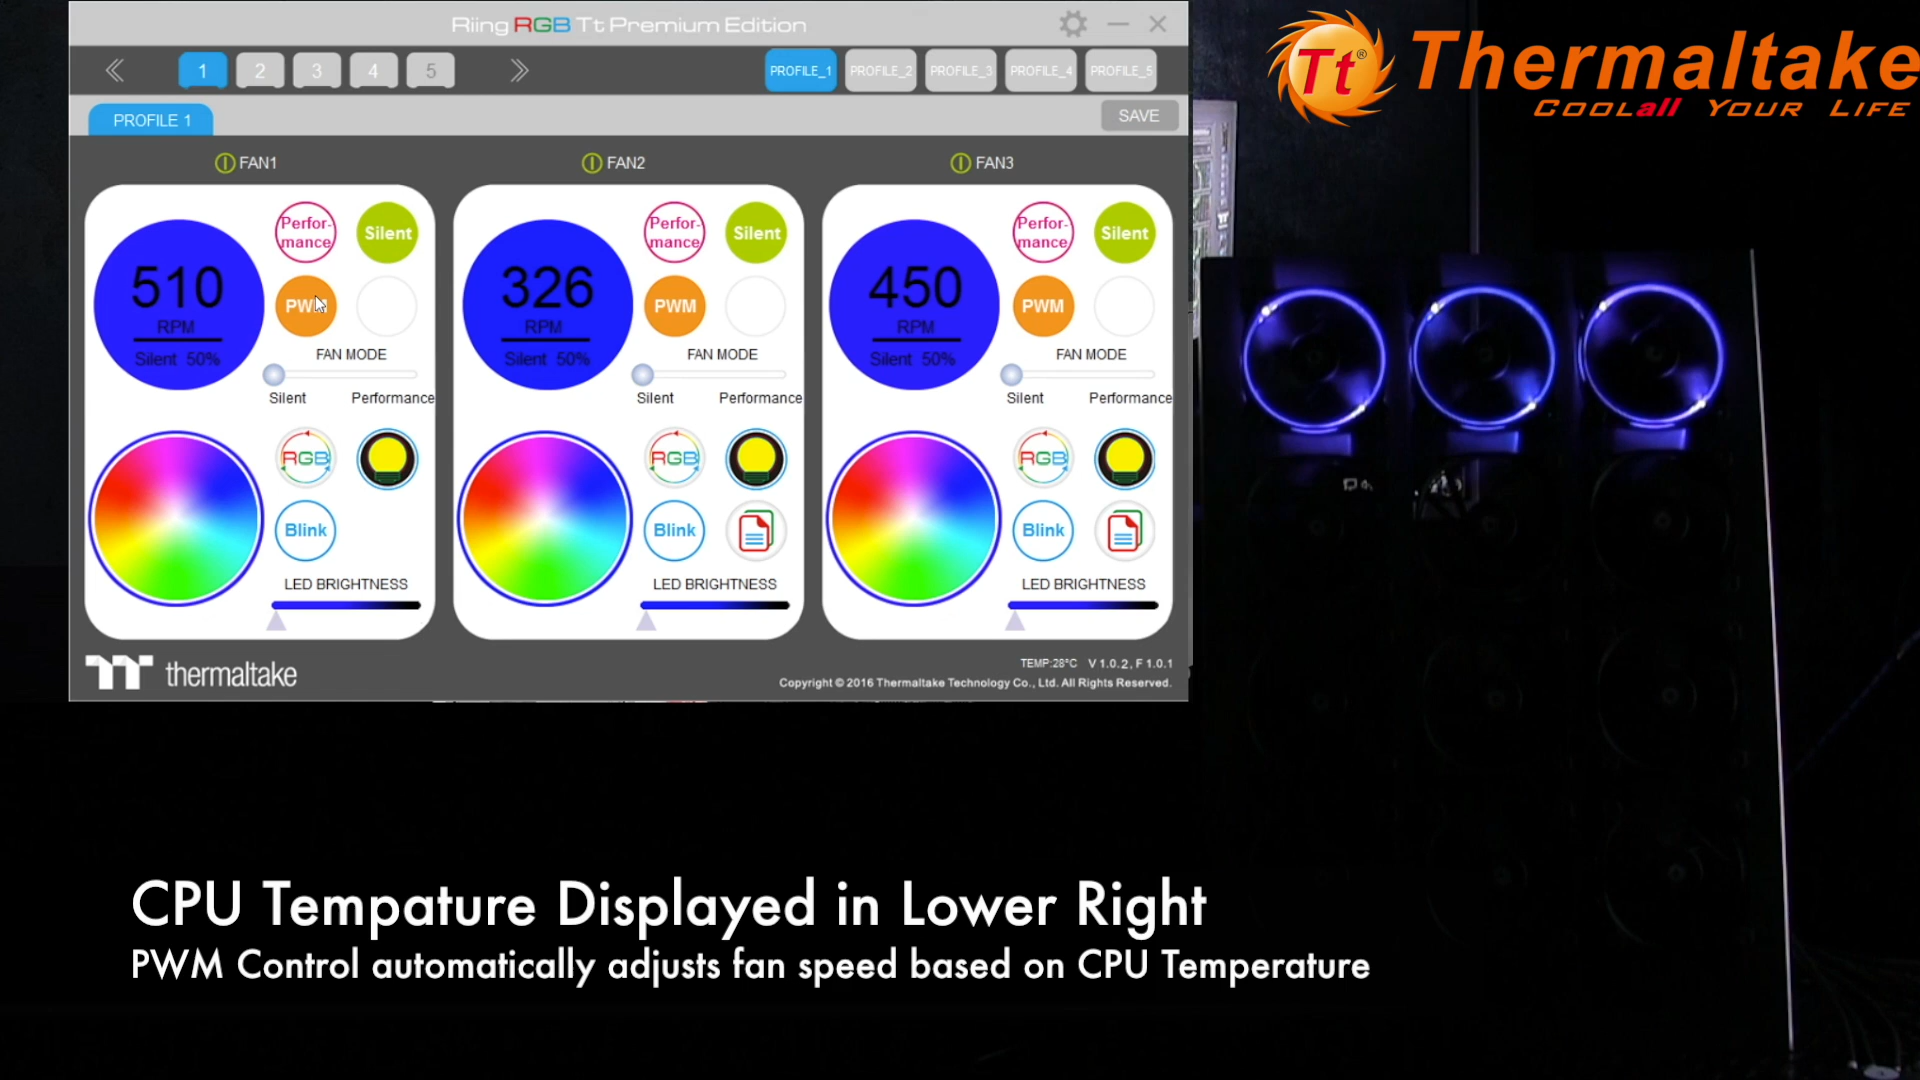 Riing RGB Tt Premium Edition
1 2 3 4 5
PROFILE_1 PROFILE_2 PROFILE_3 PROFILE_4 PROFILE_5
PROFILE 1
SAVE
FAN1
510
RPM
Silent 50%
Perfor-
mance
Silent
PWM
FAN MODE
Silent Performance
RGB
Blink
LED BRIGHTNESS
FAN2
326
RPM
Silent 50%
Perfor-
mance
Silent
PWM
FAN MODE
Silent Performance
RGB
Blink
LED BRIGHTNESS
FAN3
450
RPM
Silent 50%
Perfor-
mance
Silent
PWM
FAN MODE
Silent Performance
RGB
Blink
LED BRIGHTNESS
thermaltake
TEMP:28°C V 1.0.2, F 1.0.1
Copyright © 2016 Thermaltake Technology Co., Ltd. All Rights Reserved.
Tt® Thermaltake
COOLall YOUR LIFE
CPU Tempature Displayed in Lower Right
PWM Control automatically adjusts fan speed based on CPU Temperature